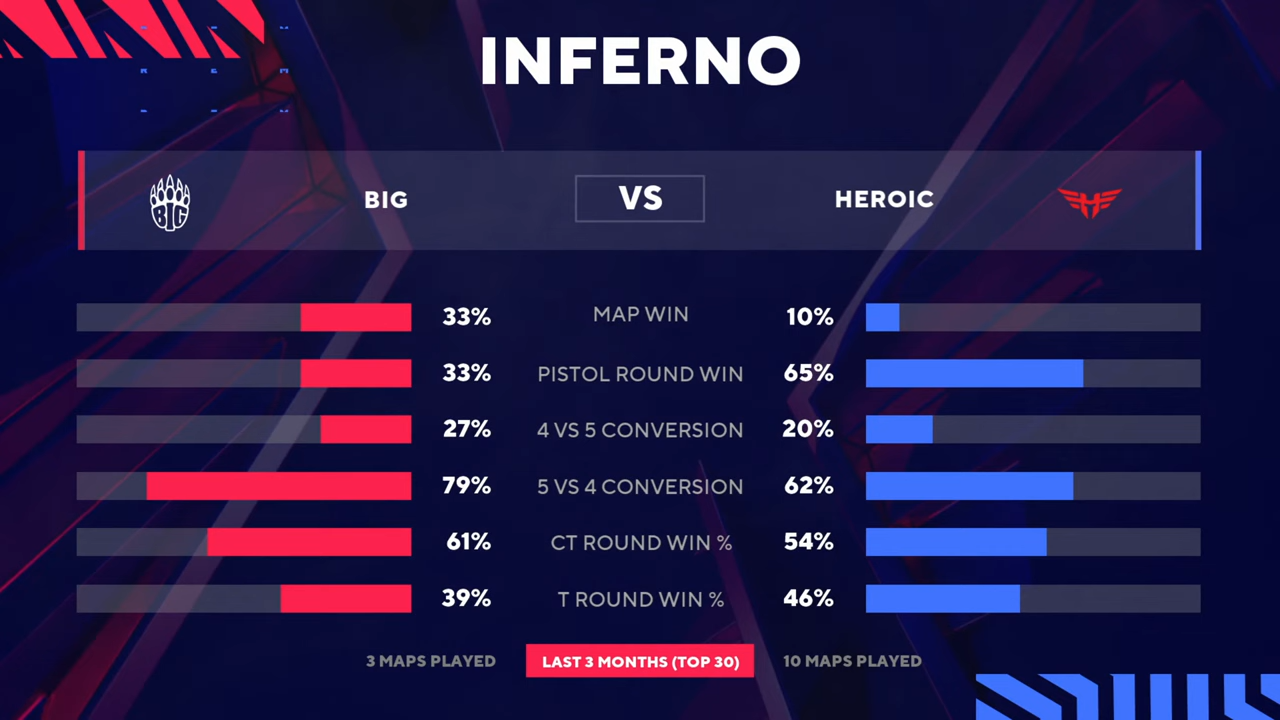 INFERNO
BIG
BIG VS HEROIC
33% MAP WIN 10%
33% PISTOL ROUND WIN 65%
27% 4 VS 5 CONVERSION 20%
79% 5 VS 4 CONVERSION 62%
61% CT ROUND WIN % 54%
39% T ROUND WIN % 46%
3 MAPS PLAYED LAST 3 MONTHS (TOP 30) 10 MAPS PLAYED